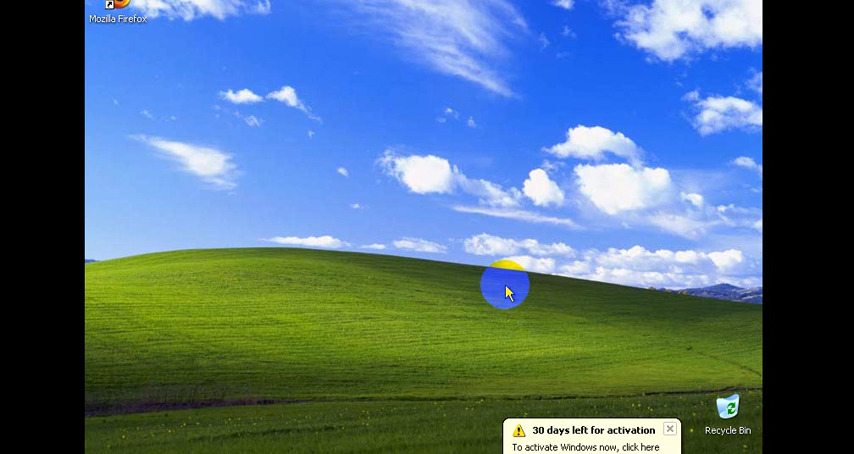 Mozilla Firefox
30 days left for activation
To activate Windows now, click here
Recycle Bin